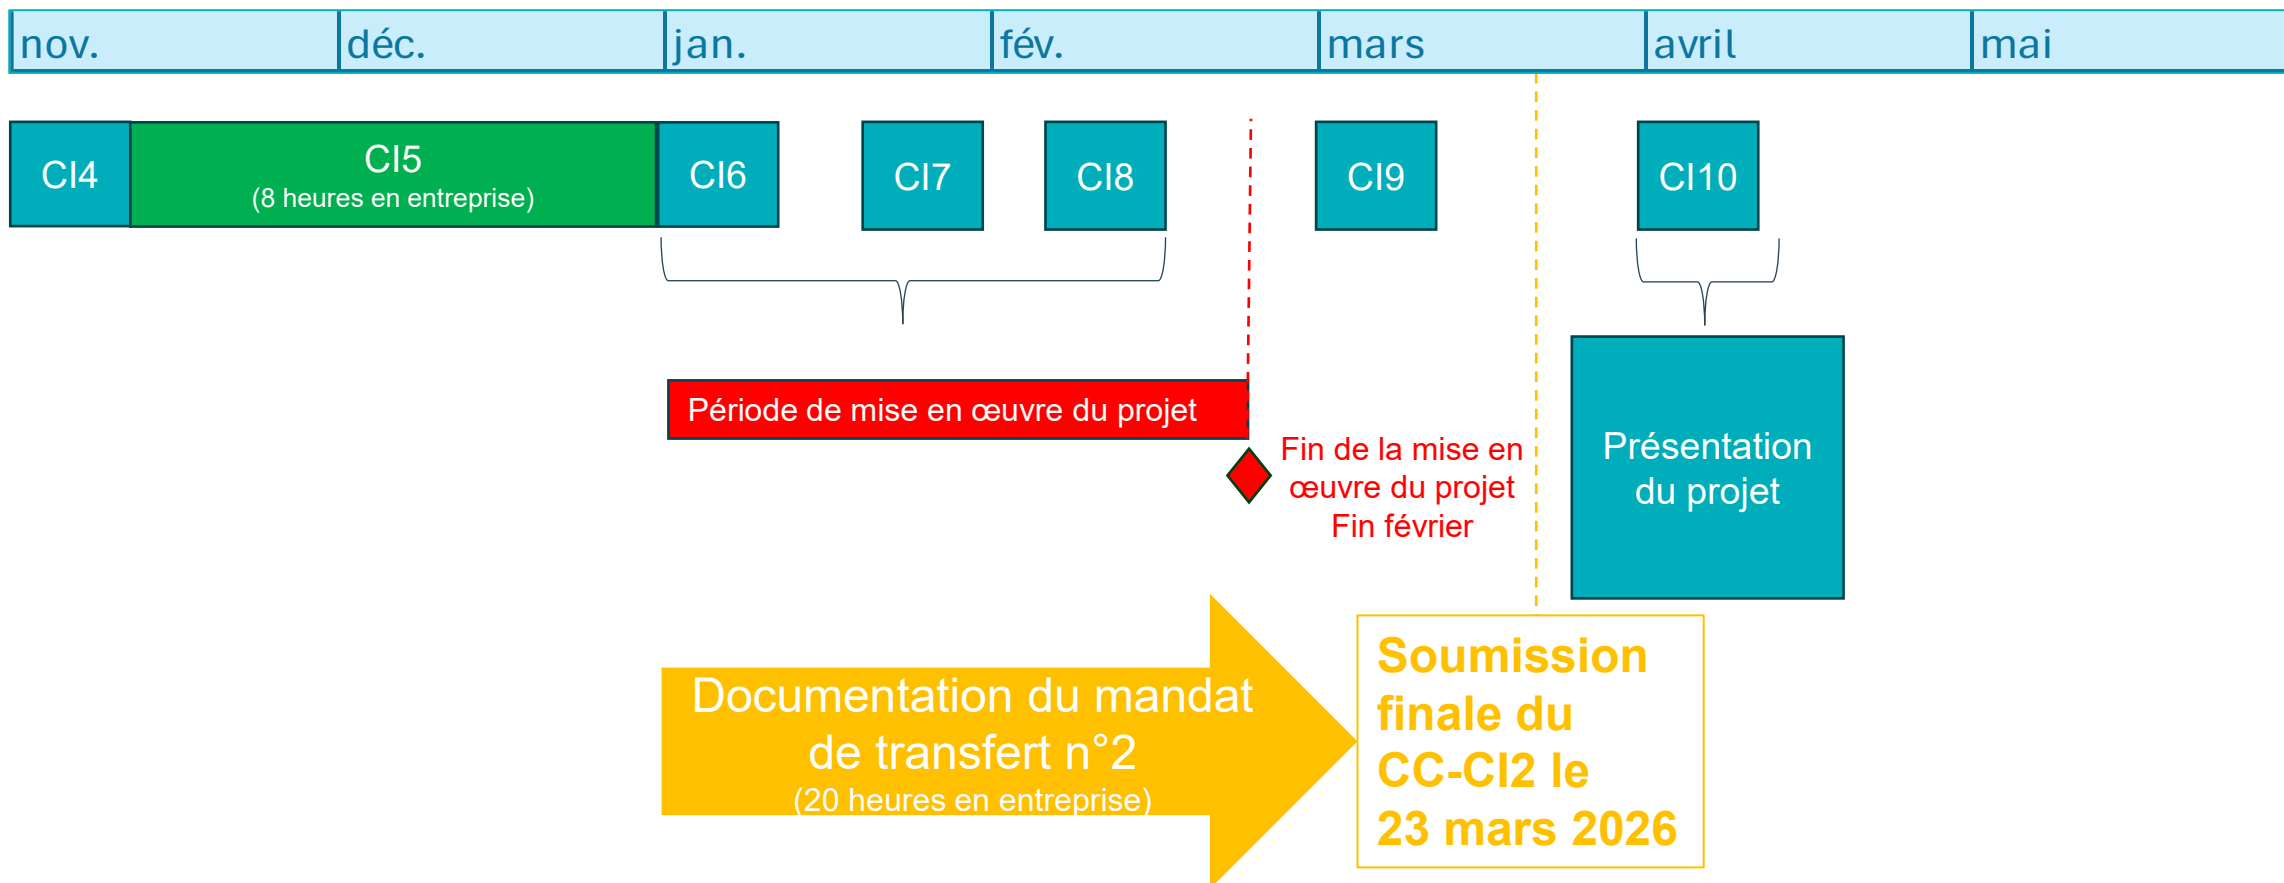 nov. déc. jan. fév. mars avril mai
CI4
CI5
(8 heures en entreprise)
CI6
CI7
CI8
CI9
CI10
Période de mise en œuvre du projet
Fin de la mise en
œuvre du projet
Fin février
Présentation
du projet
Documentation du mandat
de transfert n°2
(20 heures en entreprise)
Soumission
finale du
CC-CI2 le
23 mars 2026